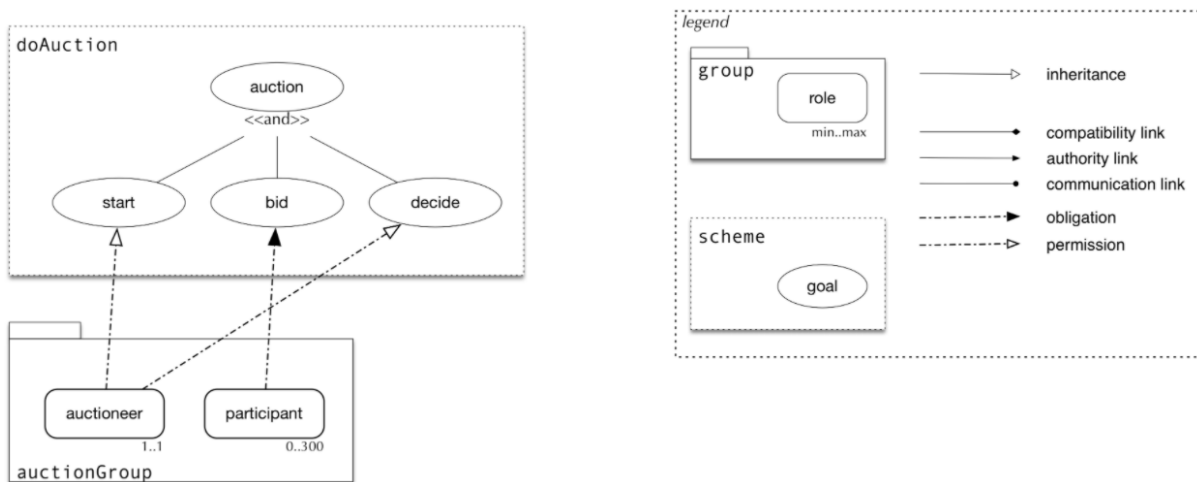 doAuction
auction
<<and>>
start
bid
decide
auctioneer
1..1
participant
0..300
auctionGroup
legend
group
role
min..max
inheritance
compatibility link
authority link
communication link
obligation
permission
scheme
goal